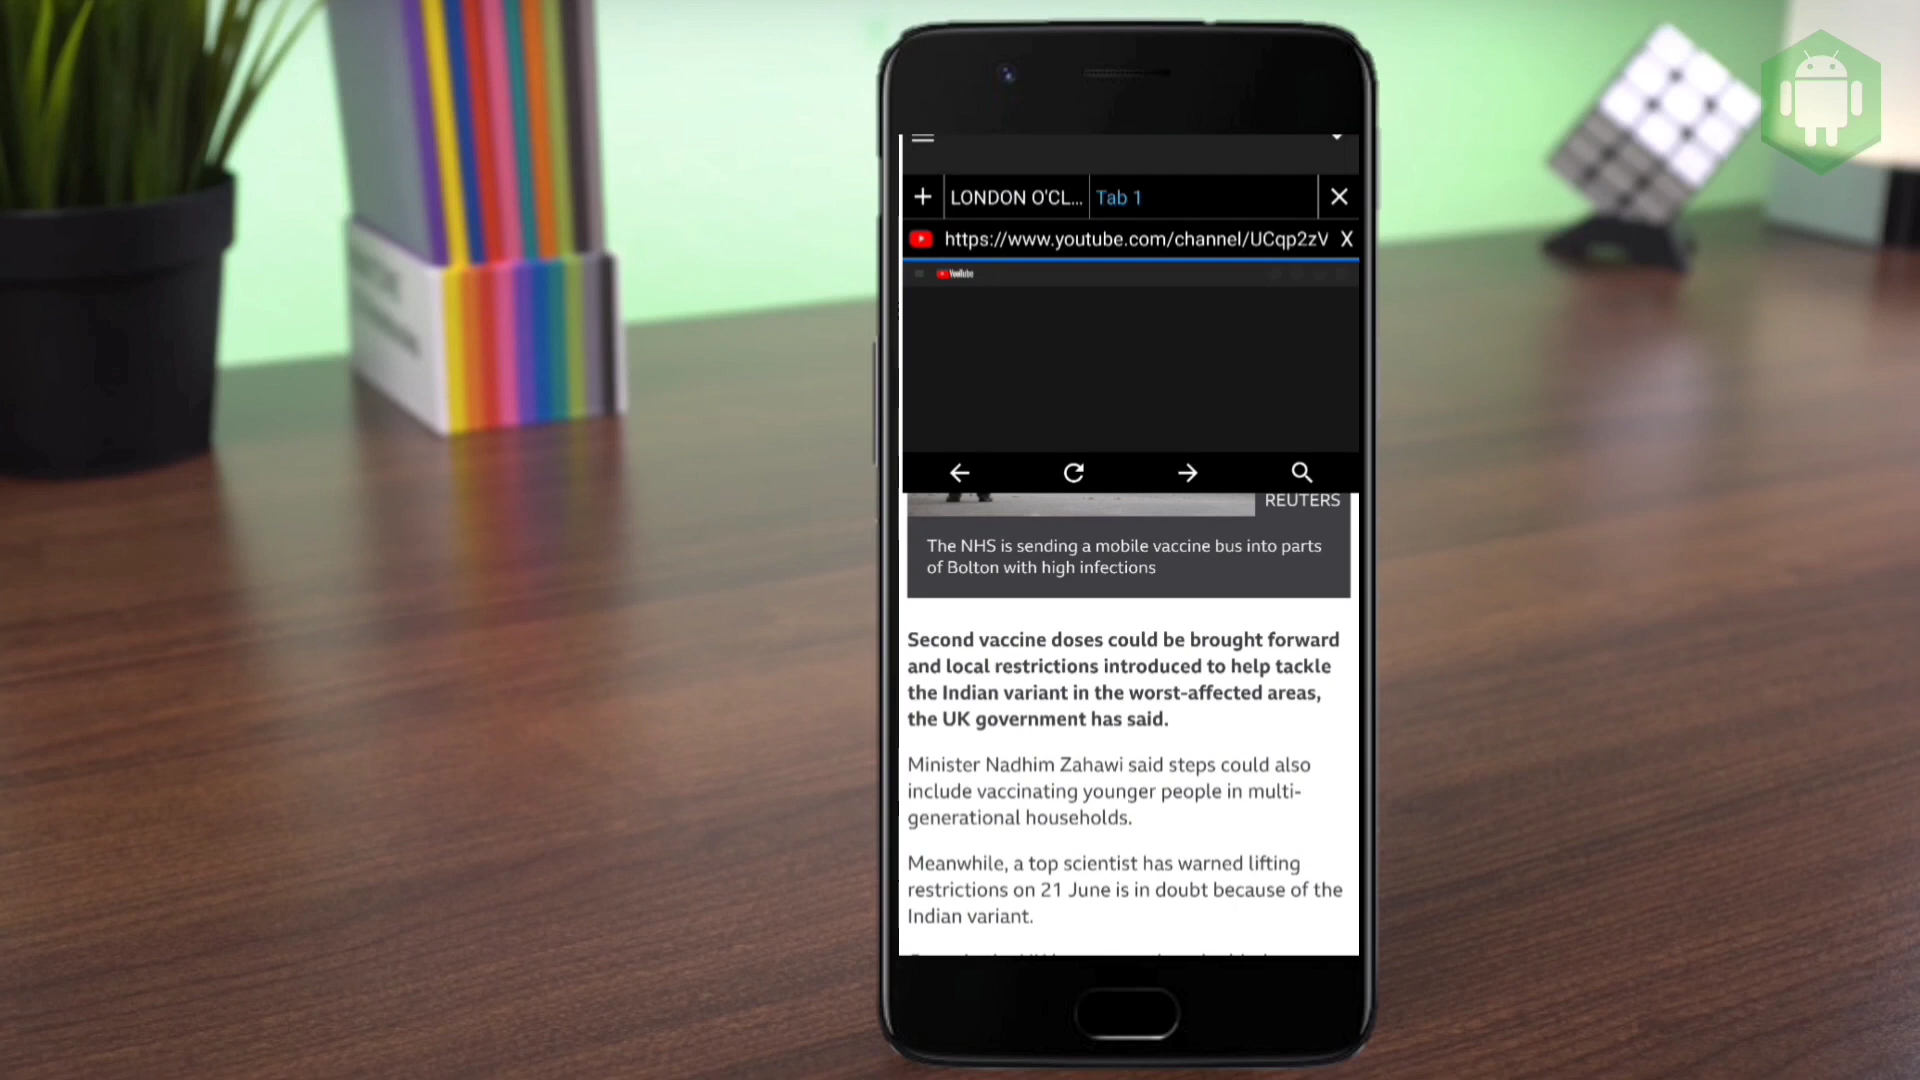 LONDON O'CL...
Tab 1
https://www.youtube.com/channel/UCqp2zV X
YouTube
REUTERS
The NHS is sending a mobile vaccine bus into parts
of Bolton with high infections
Second vaccine doses could be brought forward
and local restrictions introduced to help tackle
the Indian variant in the worst-affected areas,
the UK government has said.
Minister Nadhim Zahawi said steps could also
include vaccinating younger people in multi-
generational households.
Meanwhile, a top scientist has warned lifting
restrictions on 21 June is in doubt because of the
Indian variant.